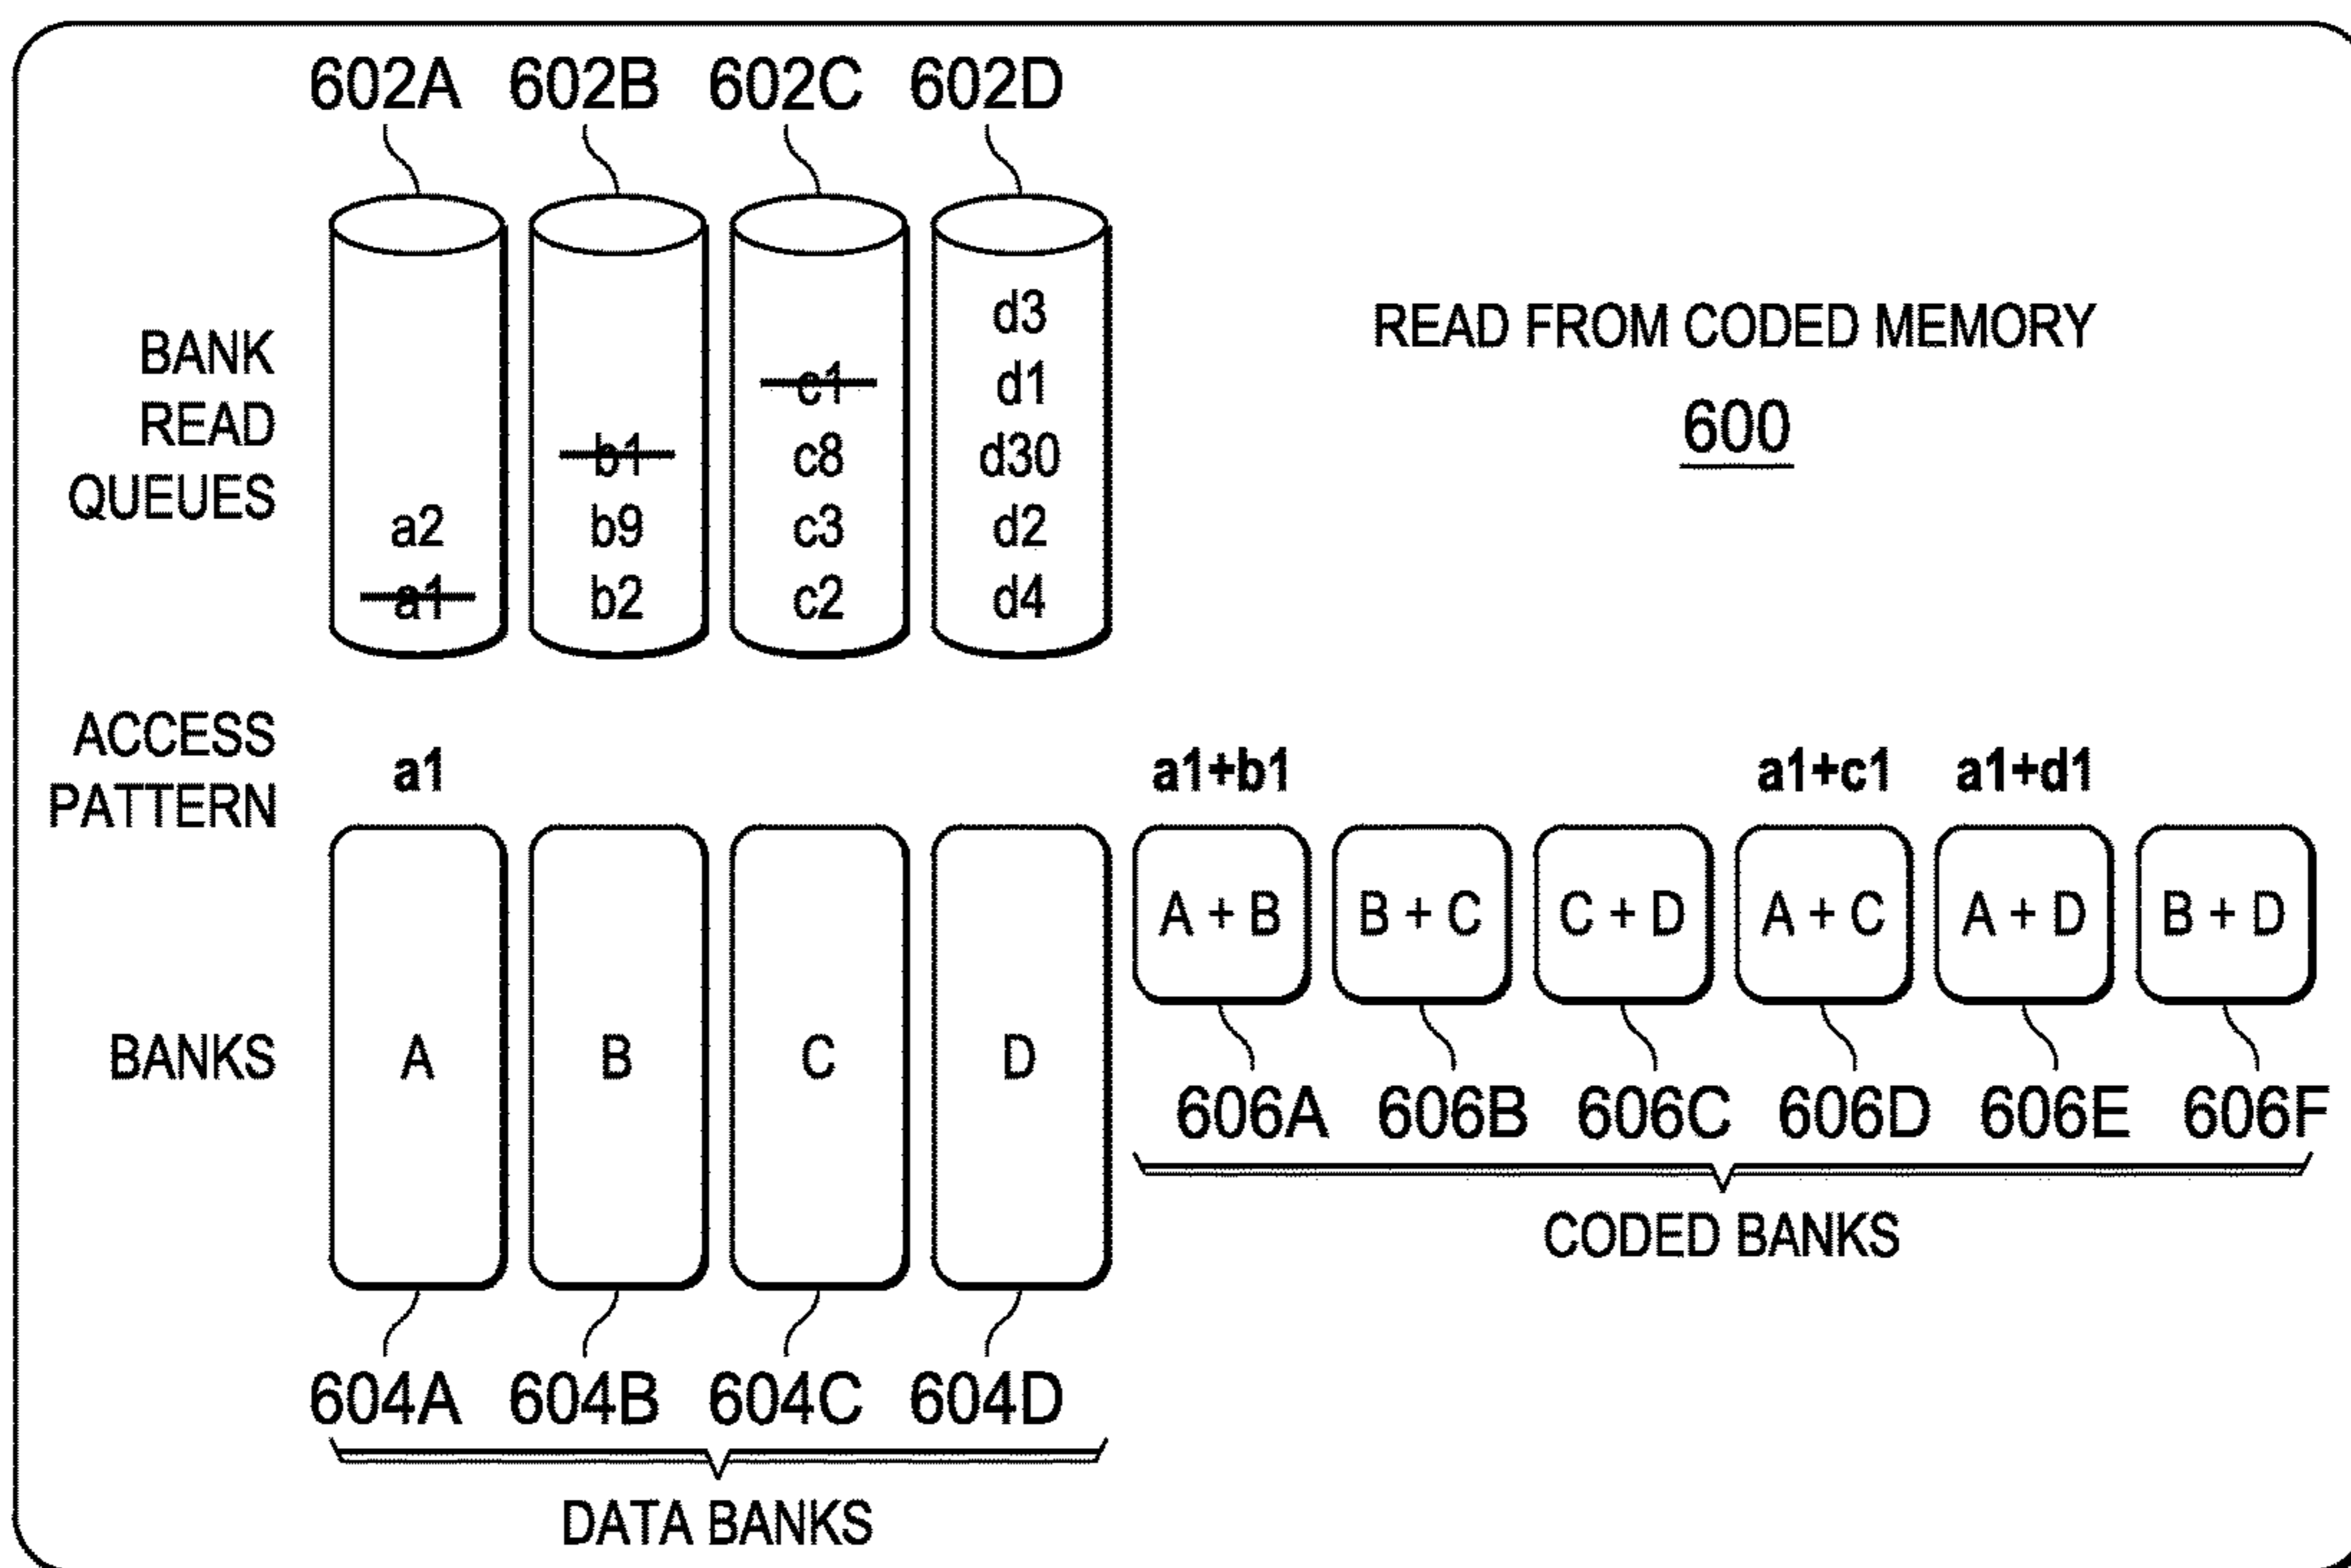 602A 602B 602C 602D
BANK
READ
QUEUES
a2
a1
b1
b9
b2
c1
c8
c3
c2
d3
d1
d30
d2
d4
READ FROM CODED MEMORY
600
ACCESS
PATTERN
a1 a1+b1 a1+c1 a1+d1
BANKS
A B C D
A + B B + C C + D A + C A + D B + D
606A 606B 606C 606D 606E 606F
CODED BANKS
604A 604B 604C 604D
DATA BANKS